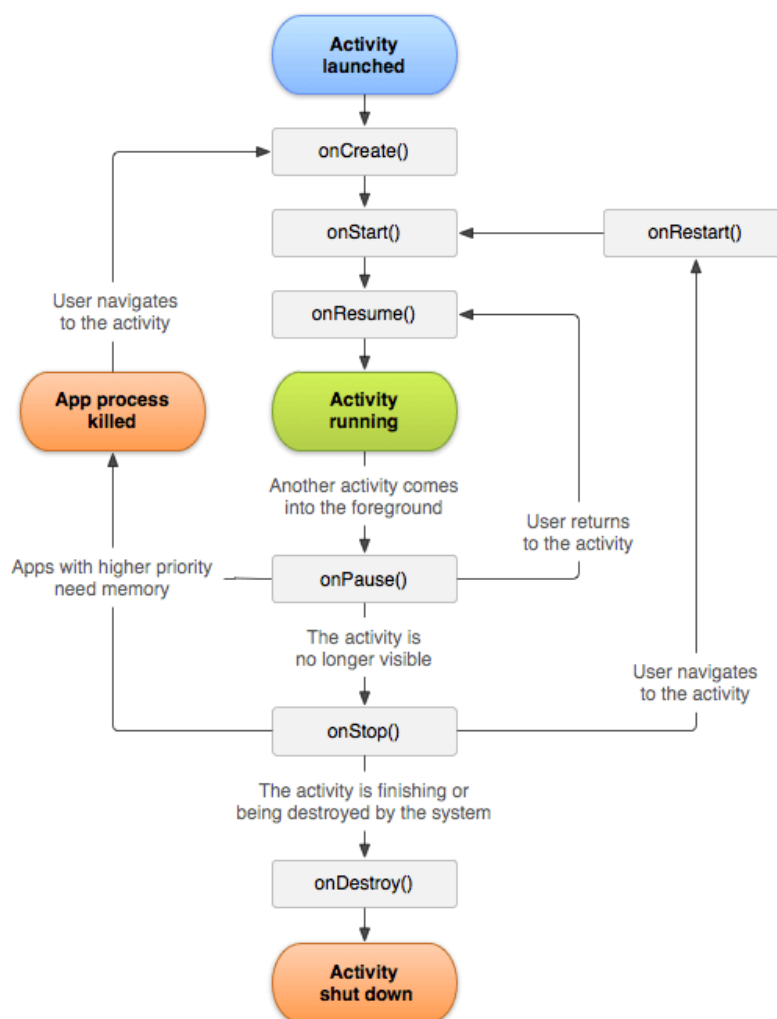 Activity
launched
onCreate()
onStart()
onRestart()
User navigates
to the activity
onResume()
App process
killed
Activity
running
Another activity comes
into the foreground
User returns
to the activity
Apps with higher priority
need memory
onPause()
The activity is
no longer visible
User navigates
to the activity
onStop()
The activity is finishing or
being destroyed by the system
onDestroy()
Activity
shut down